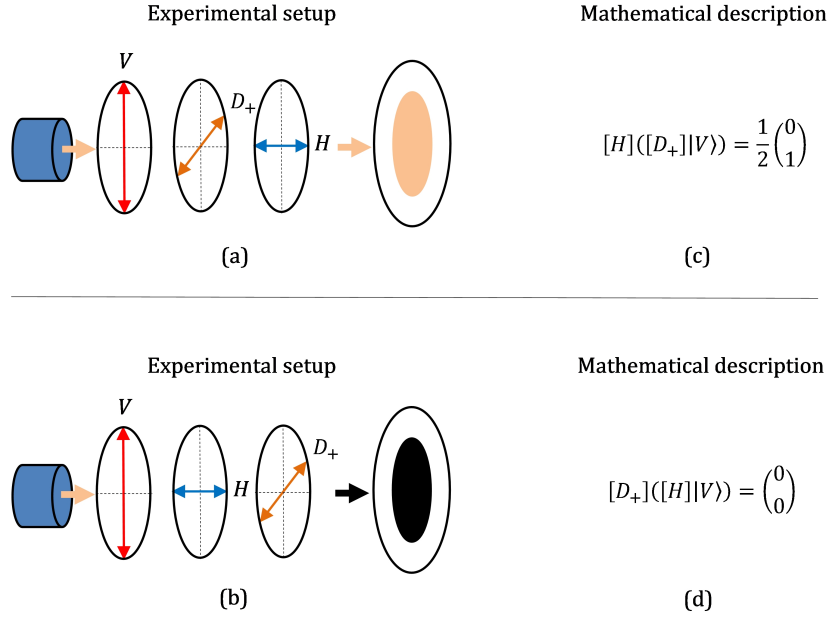 Experimental setup
Mathematical description
V
D₊
H
[H]([D₊]|V⟩) = 1/2 (0 1)
(a)
(c)
Experimental setup
Mathematical description
V
H
D₊
[D₊]([H]|V⟩) = (0 0)
(b)
(d)